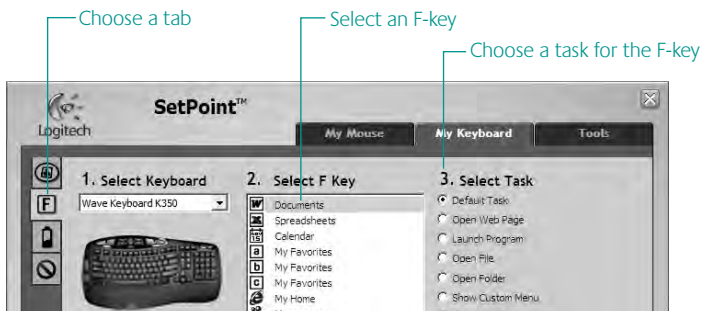 Choose a tab
Select an F-key
Choose a task for the F-key
Logitech
SetPoint™
My Mouse
My Keyboard
Tools
1. Select Keyboard
Wave Keyboard K350
F
2. Select F Key
Documents
Spreadsheets
Calendar
a My Favorites
b My Favorites
c My Favorites
My Home
3. Select Task
Default Task
Open Web Page
Launch Program
Open File
Open Folder
Show Custom Menu